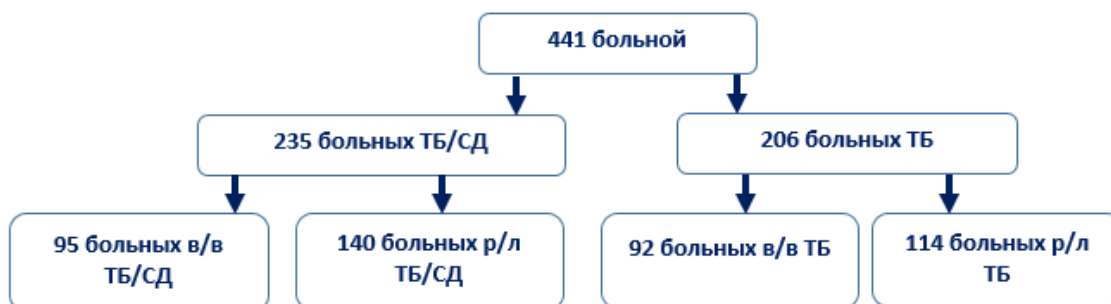 441 больной
235 больных ТБ/СД
206 больных ТБ
95 больных в/в
ТБ/СД
140 больных р/л
ТБ/СД
92 больных в/в ТБ
114 больных р/л
ТБ